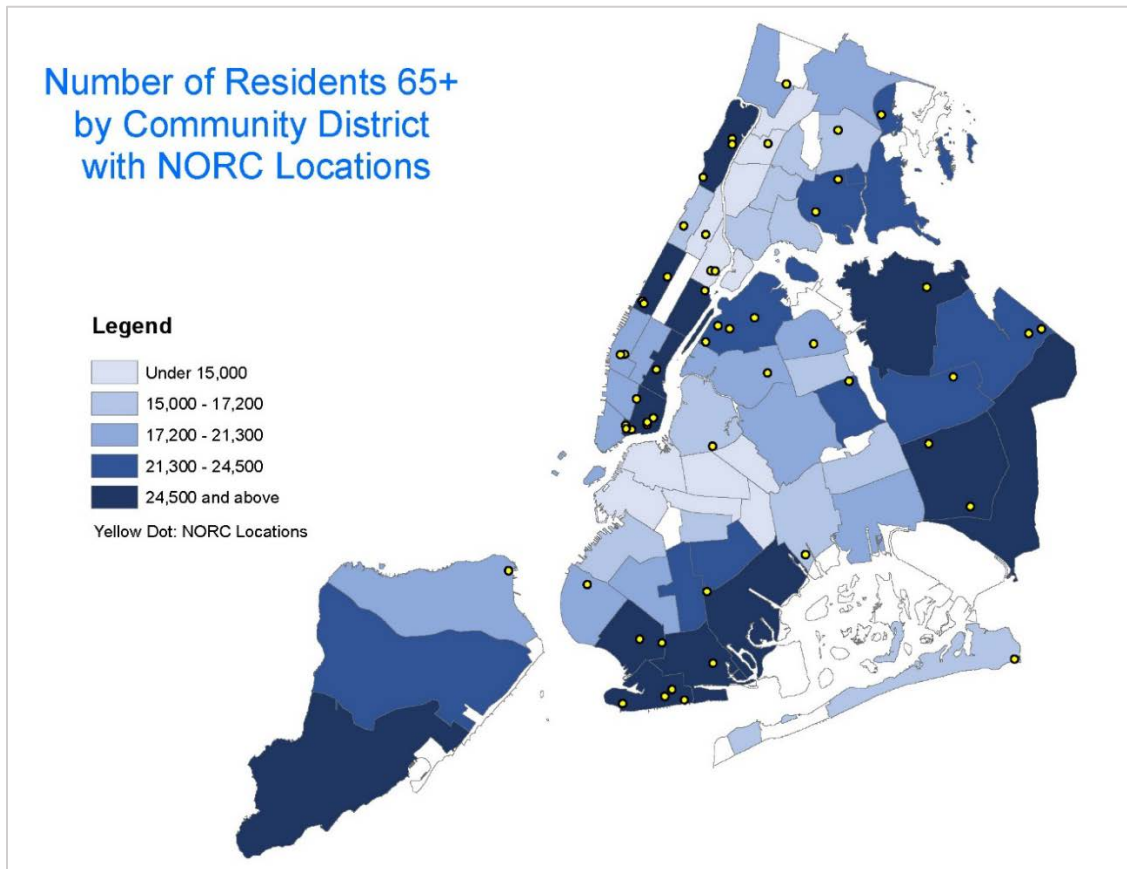 Number of Residents 65+
by Community District
with NORC Locations
Legend
Under 15,000
15,000 - 17,200
17,200 - 21,300
21,300 - 24,500
24,500 and above
Yellow Dot: NORC Locations